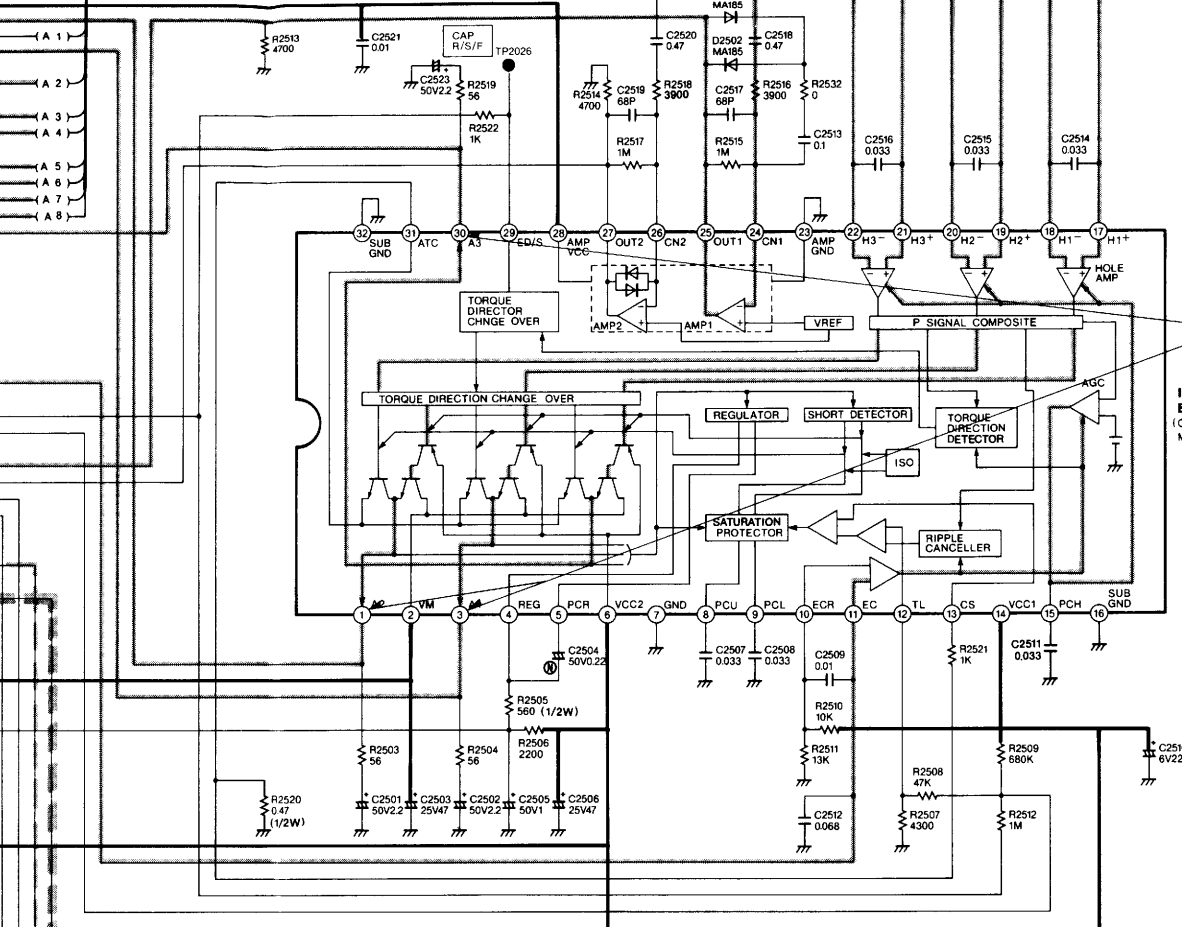 MA185
( A 1 )
R2513
4700
C2521
0.01
CAP
R/S/F
TP2026
C2520
0.47
D2502
MA185
C2518
0.47
( A 2 )
C2523
50V2.2
R2519
56
R2514
4700
C2519
68P
R2518
3900
C2517
68P
R2516
3900
R2532
0
( A 3 )
( A 4 )
R2522
1K
R2517
1M
R2515
1M
C2513
0.1
C2516
0.033
C2515
0.033
C2514
0.033
( A 5 )
( A 6 )
( A 7 )
( A 8 )
32 31 30 29 28 27 26 25 24 23 22 21 20 19 18 17
SUB
GND
ATC
A3
ED/S
AMP
VCC
OUT2
CN2
OUT1
CN1
AMP
GND
H3−
H3+
H2−
H2+
H1−
H1+
HOLE
AMP
TORQUE
DIRECTOR
CHNGE OVER
AMP2
AMP1
VREF
P SIGNAL COMPOSITE
AGC
TORQUE DIRECTION CHANGE OVER
REGULATOR
SHORT DETECTOR
TORQUE
DIRECTION
DETECTOR
ISO
SATURATION
PROTECTOR
RIPPLE
CANCELLER
VM
REG
PCR
VCC2
GND
PCU
PCL
ECR
EC
TL
CS
VCC1
PCH
SUB
GND
1 2 3 4 5 6 7 8 9 10 11 12 13 14 15 16
N
C2504
50V0.22
C2507
0.033
C2508
0.033
C2509
0.01
R2521
1K
C2511
0.033
R2505
560 (1/2W)
R2510
10K
R2503
56
R2504
56
R2506
2200
R2511
13K
R2509
680K
6V22
R2508
47K
R2520
0.47
(1/2W)
C2501
50V2.2
C2503
25V47
C2502
50V2.2
C2505
50V1
C2506
25V47
C2512
0.068
R2507
4300
R2512
1M